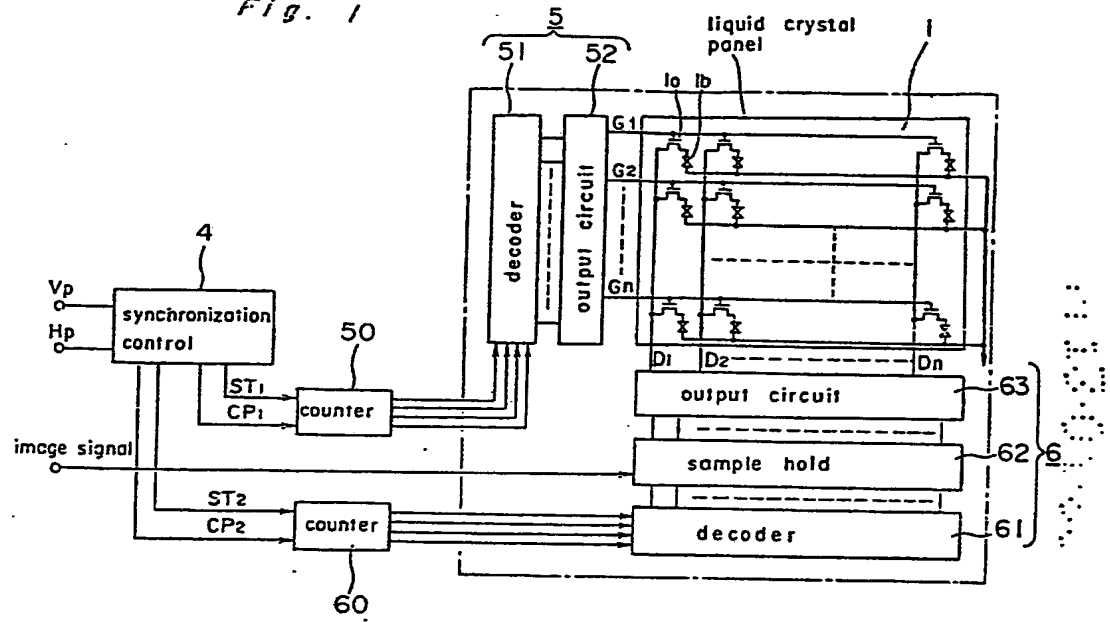 Fig. 1
5
51
52
liquid crystal
panel
1
1a
1b
G1
G2
Gn
decoder
output circuit
4
Vp
Hp
synchronization
control
50
ST1
CP1
counter
D1
D2
Dn
output circuit
63
image signal
sample hold
62
6
ST2
CP2
counter
decoder
61
60